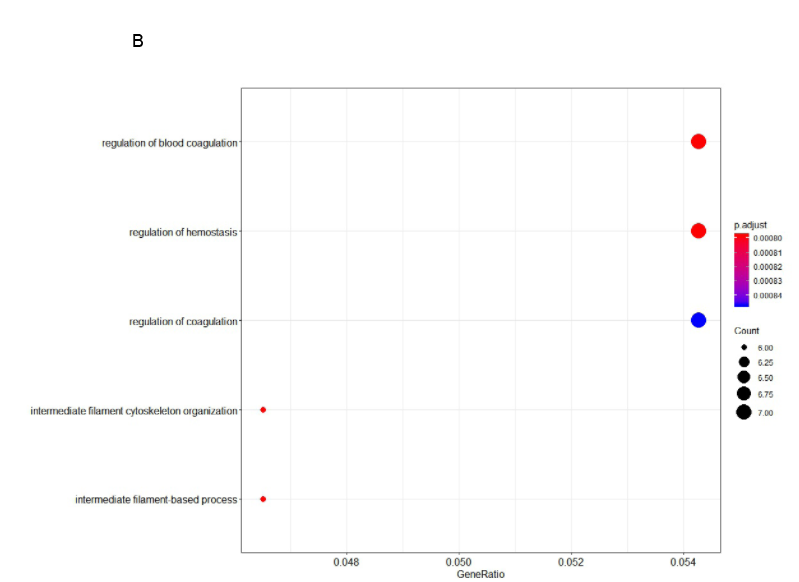 B
regulation of blood coagulation
regulation of hemostasis
regulation of coagulation
intermediate filament cytoskeleton organization
intermediate filament-based process
0.048
0.050
0.052
0.054
GeneRatio
p.adjust
0.00080
0.00081
0.00082
0.00083
0.00084
Count
6.00
6.25
6.50
6.75
7.00